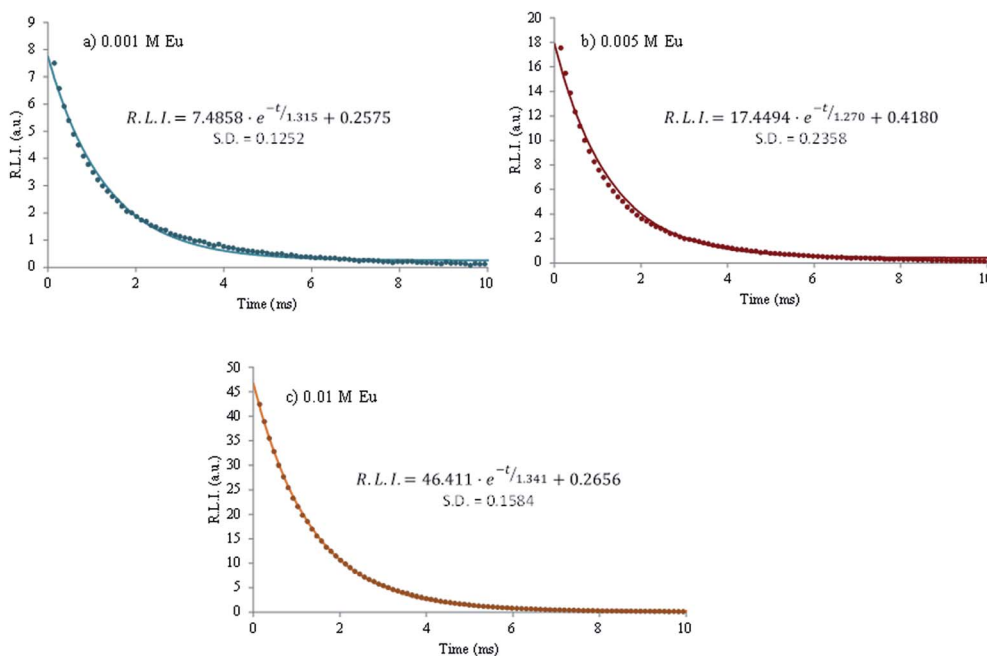 a) 0.001 M Eu
R.L.I. (a.u.)
9
8
7
6
5
4
3
2
1
0
R.L.I. = 7.4858 · e^{-t/1.315} + 0.2575
S.D. = 0.1252
0 2 4 6 8 10
Time (ms)
b) 0.005 M Eu
R.L.I. (a.u.)
20
18
16
14
12
10
8
6
4
2
0
R.L.I. = 17.4494 · e^{-t/1.270} + 0.4180
S.D. = 0.2358
0 2 4 6 8 10
Time (ms)
c) 0.01 M Eu
R.L.I. (a.u.)
50
45
40
35
30
25
20
15
10
5
0
R.L.I. = 46.411 · e^{-t/1.341} + 0.2656
S.D. = 0.1584
0 2 4 6 8 10
Time (ms)